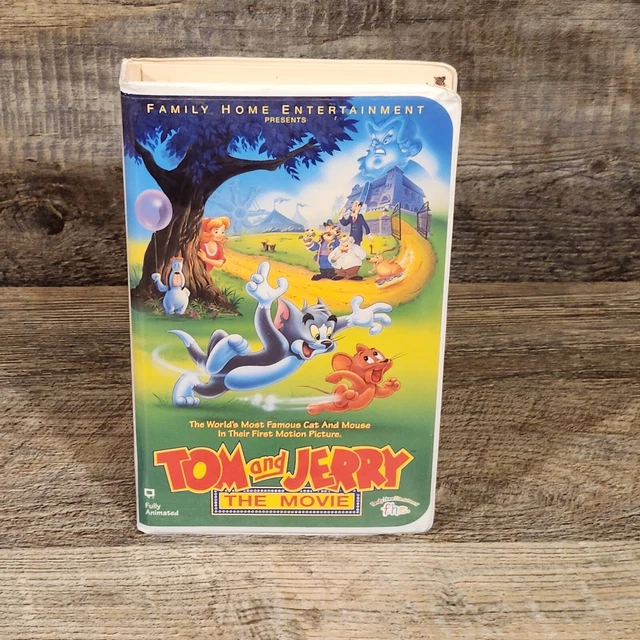 FAMILY HOME ENTERTAINMENT
PRESENTS
The World's Most Famous Cat And Mouse
In Their First Motion Picture.
TOM and JERRY
THE MOVIE
Fully
Animated
fhe